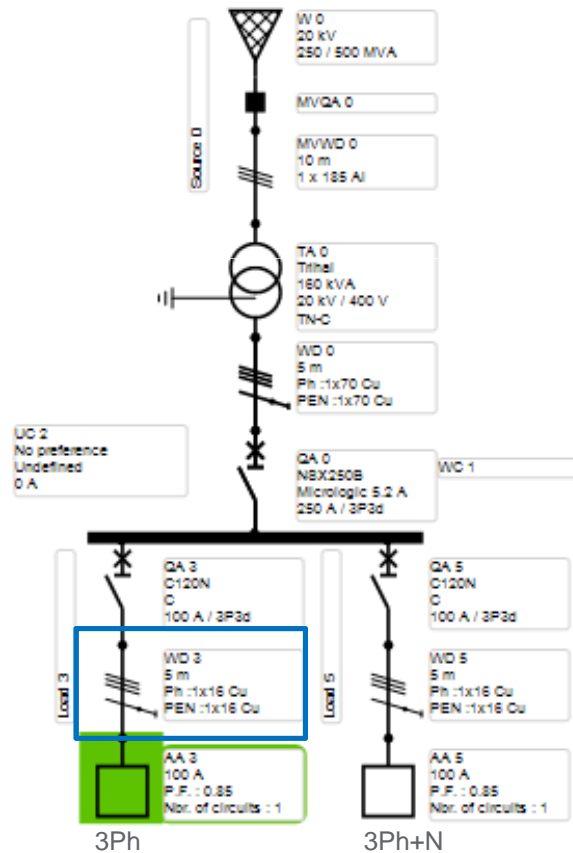 W 0
20 kV
250 / 500 MVA
MVQA 0
Source 0
MVWD 0
10 m
1 x 185 Al
TA 0
Trihal
160 kVA
20 kV / 400 V
TN-C
WD 0
5 m
Ph :1x70 Cu
PEN :1x70 Cu
UC 2
No preference
Undefined
0 A
QA 0
NSX250B
Micrologic 5.2 A
250 A / 3P3d
WC 1
QA 3
C120N
C
100 A / 3P3d
QA 5
C120N
C
100 A / 3P3d
Load 3
WD 3
5 m
Ph :1x16 Cu
PEN :1x16 Cu
Load 5
WD 5
5 m
Ph :1x16 Cu
PEN :1x16 Cu
AA 3
100 A
P.F. : 0.85
Nbr. of circuits : 1
AA 5
100 A
P.F. : 0.85
Nbr. of circuits : 1
3Ph
3Ph+N